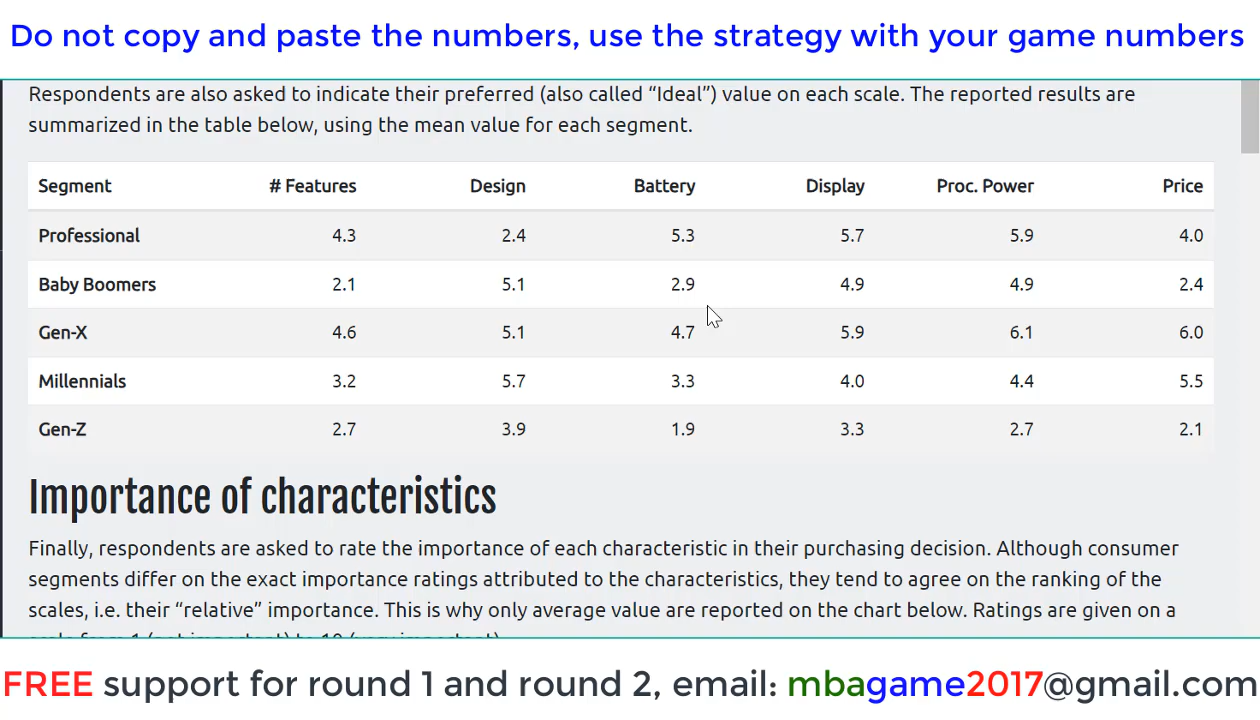 Do not copy and paste the numbers, use the strategy with your game numbers
Respondents are also asked to indicate their preferred (also called “Ideal”) value on each scale. The reported results are
summarized in the table below, using the mean value for each segment.
Segment # Features Design Battery Display Proc. Power Price
Professional 4.3 2.4 5.3 5.7 5.9 4.0
Baby Boomers 2.1 5.1 2.9 4.9 4.9 2.4
Gen-X 4.6 5.1 4.7 5.9 6.1 6.0
Millennials 3.2 5.7 3.3 4.0 4.4 5.5
Gen-Z 2.7 3.9 1.9 3.3 2.7 2.1
Importance of characteristics
Finally, respondents are asked to rate the importance of each characteristic in their purchasing decision. Although consumer
segments differ on the exact importance ratings attributed to the characteristics, they tend to agree on the ranking of the
scales, i.e. their “relative” importance. This is why only average value are reported on the chart below. Ratings are given on a
scale from 1 (not important) to 10 (very important)
FREE support for round 1 and round 2, email: mbagame2017@gmail.com